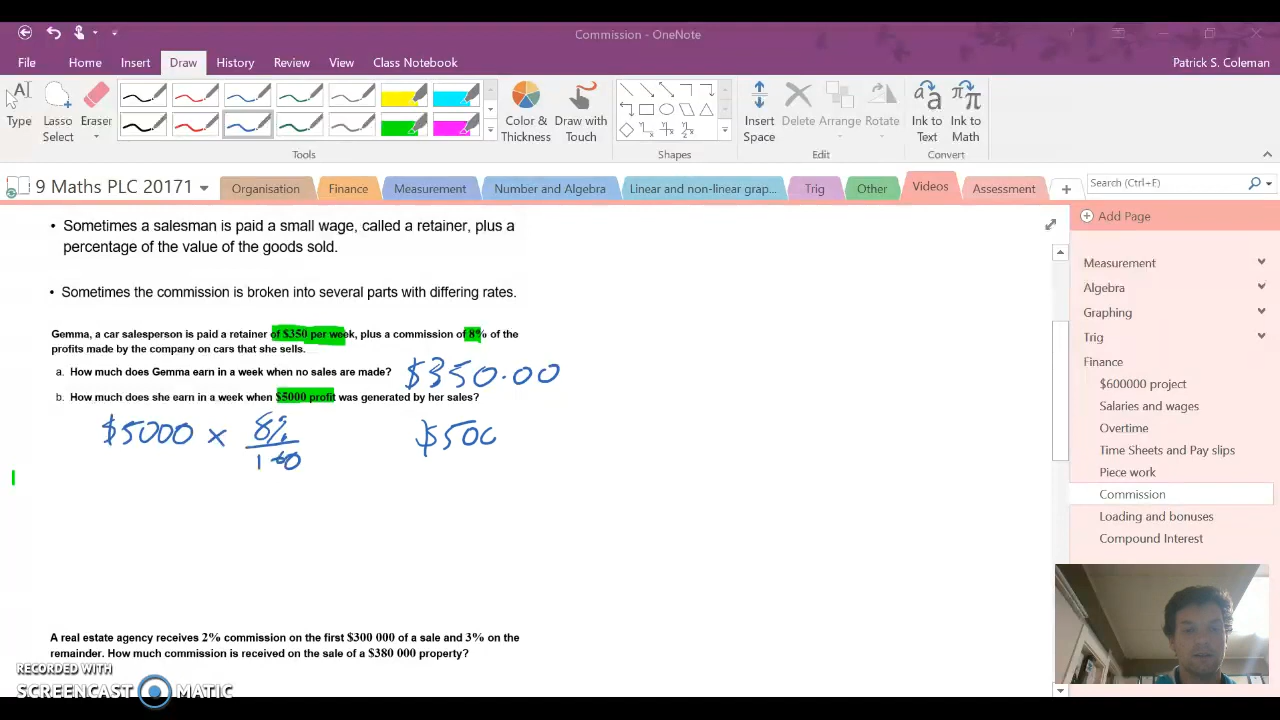 Commission - OneNote
File Home Insert Draw History Review View Class Notebook Patrick S. Coleman
Type Lasso Select Eraser Color & Thickness Draw with Touch Insert Space Delete Arrange Rotate Ink to Text Ink to Math
Tools Shapes Edit Convert
9 Maths PLC 20171 Organisation Finance Measurement Number and Algebra Linear and non-linear grap... Trig Other Videos Assessment Search (Ctrl+E)
Add Page
Measurement
Algebra
Graphing
Trig
Finance
$600000 project
Salaries and wages
Overtime
Time Sheets and Pay slips
Piece work
Commission
Loading and bonuses
Compound Interest
• Sometimes a salesman is paid a small wage, called a retainer, plus a
percentage of the value of the goods sold.
• Sometimes the commission is broken into several parts with differing rates.
Gemma, a car salesperson is paid a retainer of $350 per week, plus a commission of 8% of the
profits made by the company on cars that she sells.
a. How much does Gemma earn in a week when no sales are made? $350.00
b. How much does she earn in a week when $5000 profit was generated by her sales?
$5000 × 8% $500
100
A real estate agency receives 2% commission on the first $300 000 of a sale and 3% on the
remainder. How much commission is received on the sale of a $380 000 property?
RECORDED WITH
SCREENCAST MATIC